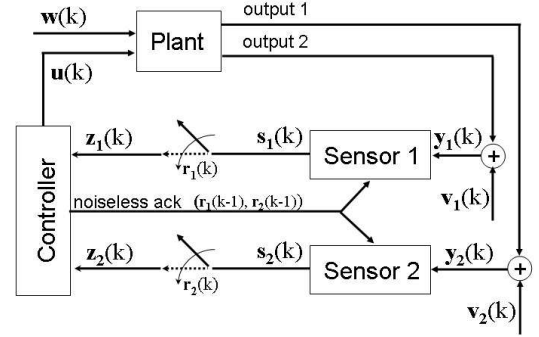 w(k)
output 1
Plant
output 2
u(k)
z₁(k)
s₁(k)
Sensor 1
y₁(k)
+
r₁(k)
v₁(k)
Controller
noiseless ack (r₁(k-1), r₂(k-1))
z₂(k)
s₂(k)
Sensor 2
y₂(k)
+
r₂(k)
v₂(k)